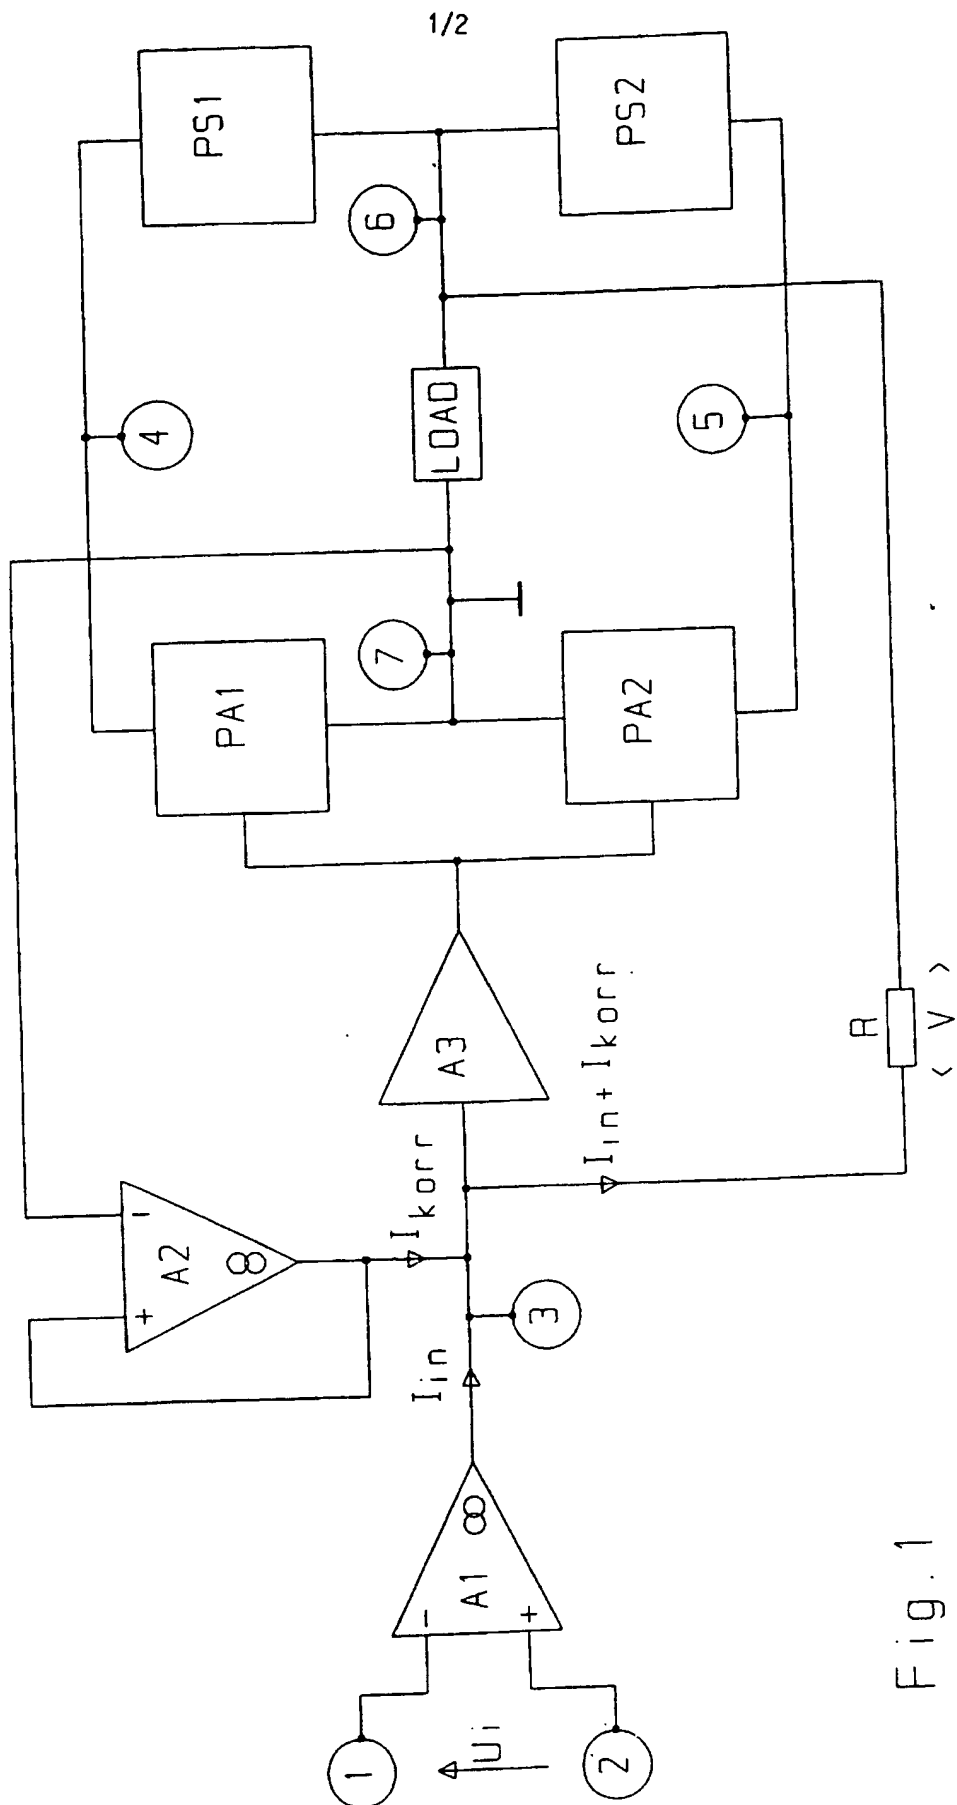 1/2
1
2
Ui
-
+
A1
∞
Iin
3
+
-
A2
∞
Ikorr
A3
Iin+ Ikorr
R
< V >
PA1
PA2
7
4
5
LOAD
6
PS1
PS2
Fig. 1